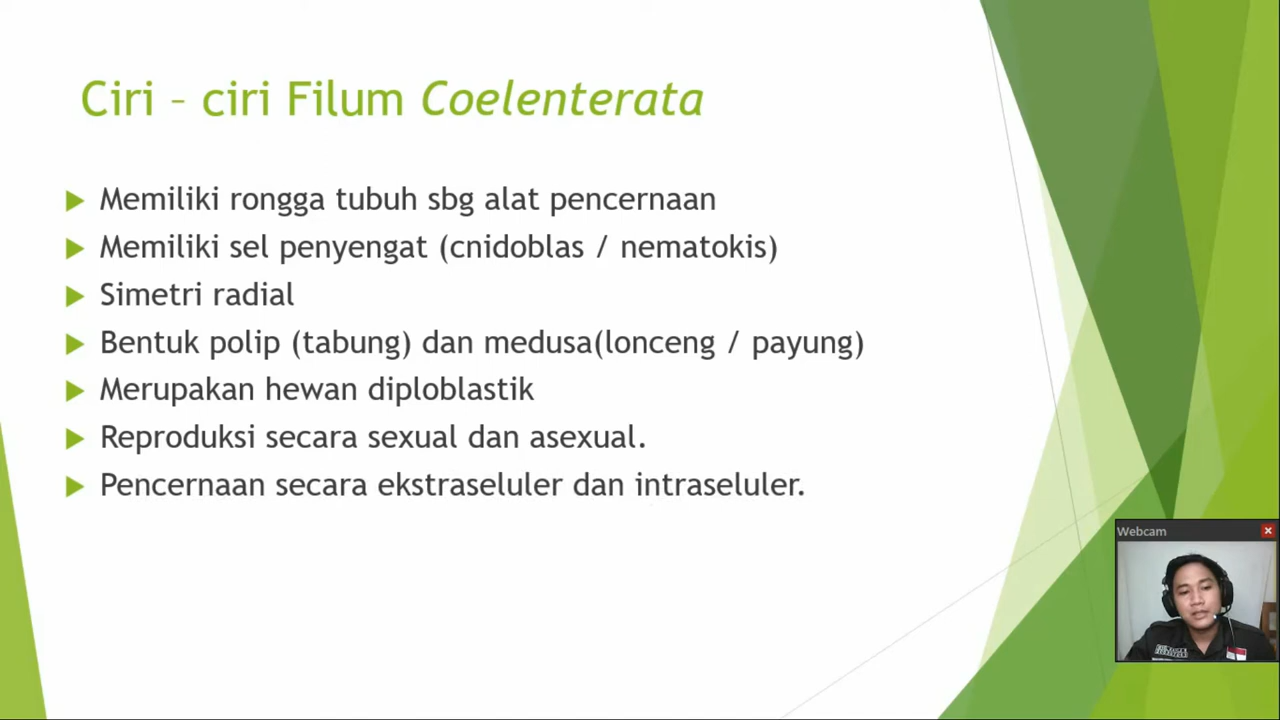 Ciri – ciri Filum Coelenterata
Memiliki rongga tubuh sbg alat pencernaan
Memiliki sel penyengat (cnidoblas / nematokis)
Simetri radial
Bentuk polip (tabung) dan medusa(lonceng / payung)
Merupakan hewan diploblastik
Reproduksi secara sexual dan asexual.
Pencernaan secara ekstraseluler dan intraseluler.
Webcam